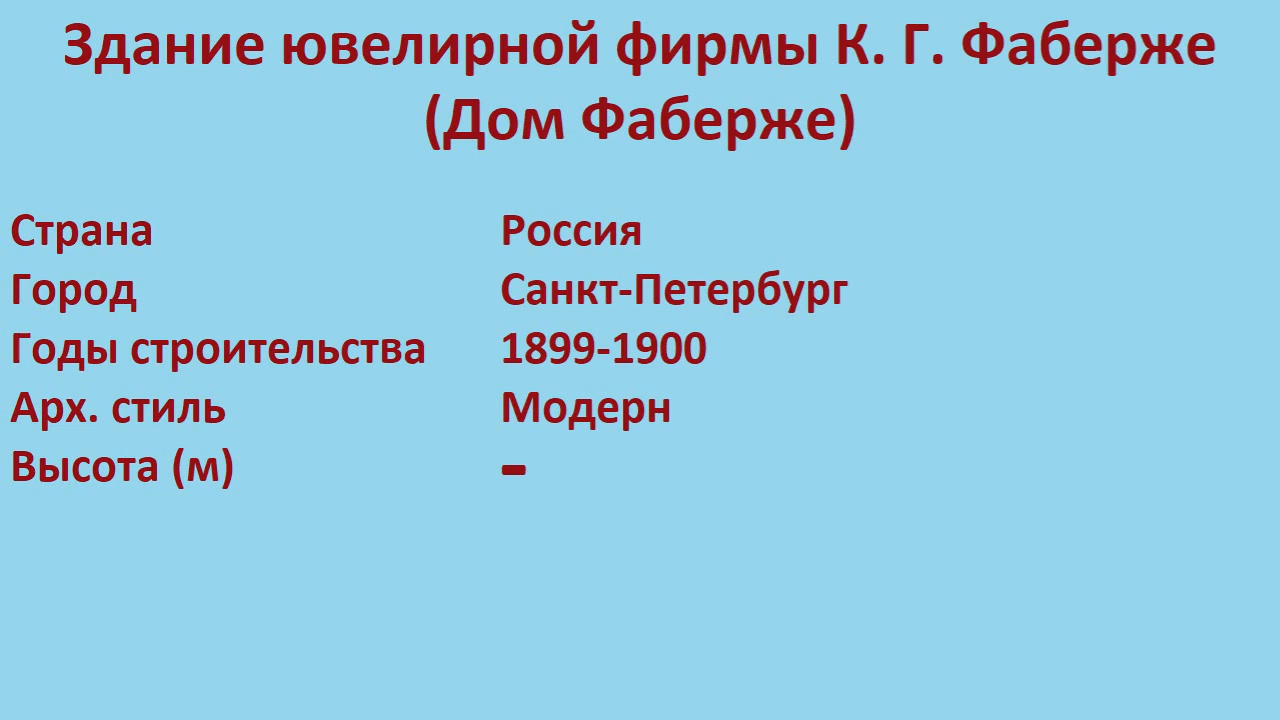 Здание ювелирной фирмы К. Г. Фаберже
(Дом Фаберже)
Страна Россия
Город Санкт-Петербург
Годы строительства 1899-1900
Арх. стиль Модерн
Высота (м) -